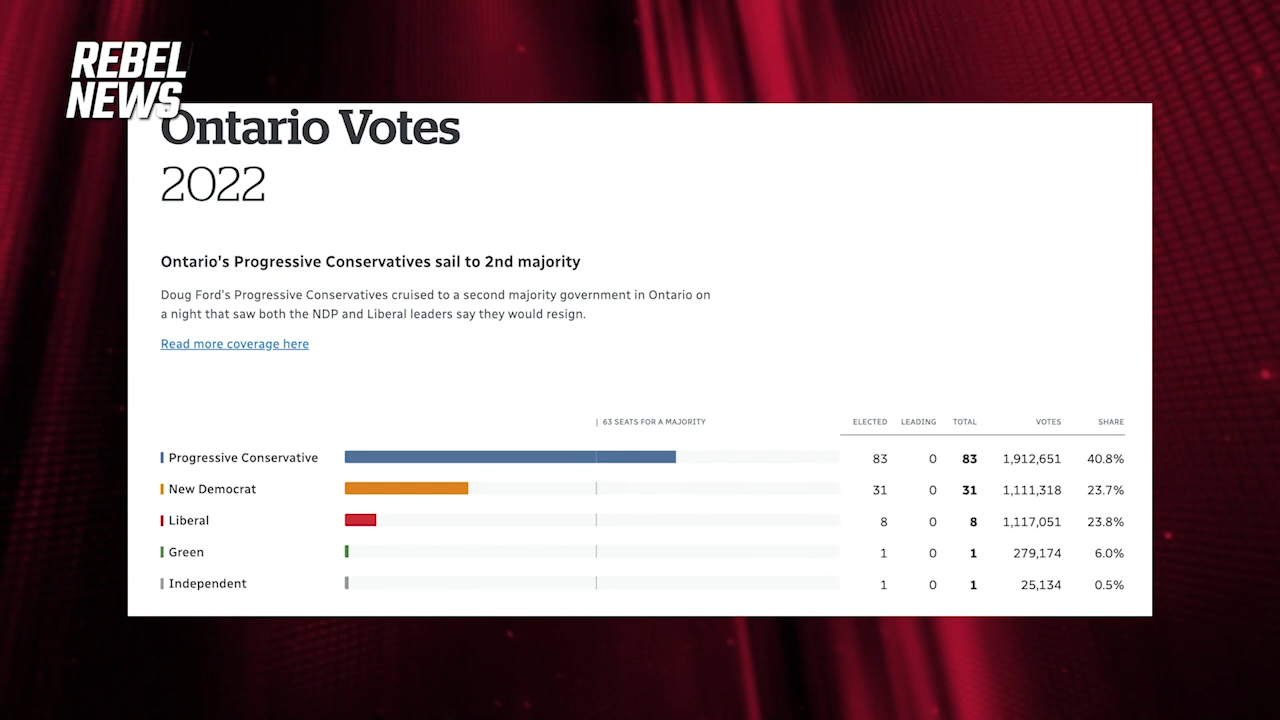 REBEL
NEWS
Ontario Votes
2022
Ontario's Progressive Conservatives sail to 2nd majority
Doug Ford's Progressive Conservatives cruised to a second majority government in Ontario on
a night that saw both the NDP and Liberal leaders say they would resign.
Read more coverage here
| 63 SEATS FOR A MAJORITY ELECTED LEADING TOTAL VOTES SHARE
Progressive Conservative 83 0 83 1,912,651 40.8%
New Democrat 31 0 31 1,111,318 23.7%
Liberal 8 0 8 1,117,051 23.8%
Green 1 0 1 279,174 6.0%
Independent 1 0 1 25,134 0.5%